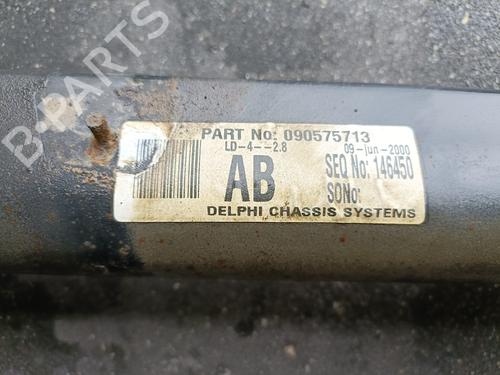 B-PARTS
PART No: 090575713
LD-4--2.8 09-jun-2000
AB SEQ No: 146450
SONo:
DELPHI CHASSIS SYSTEMS